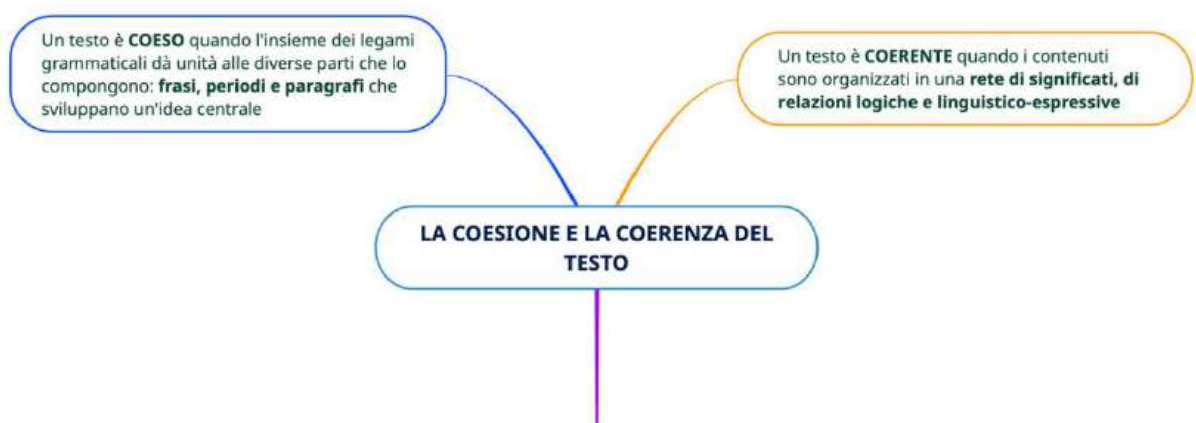 Un testo è COESO quando l'insieme dei legami
grammaticali dà unità alle diverse parti che lo
compongono: frasi, periodi e paragrafi che
sviluppano un'idea centrale
Un testo è COERENTE quando i contenuti
sono organizzati in una rete di significati, di
relazioni logiche e linguistico-espressive
LA COESIONE E LA COERENZA DEL
TESTO